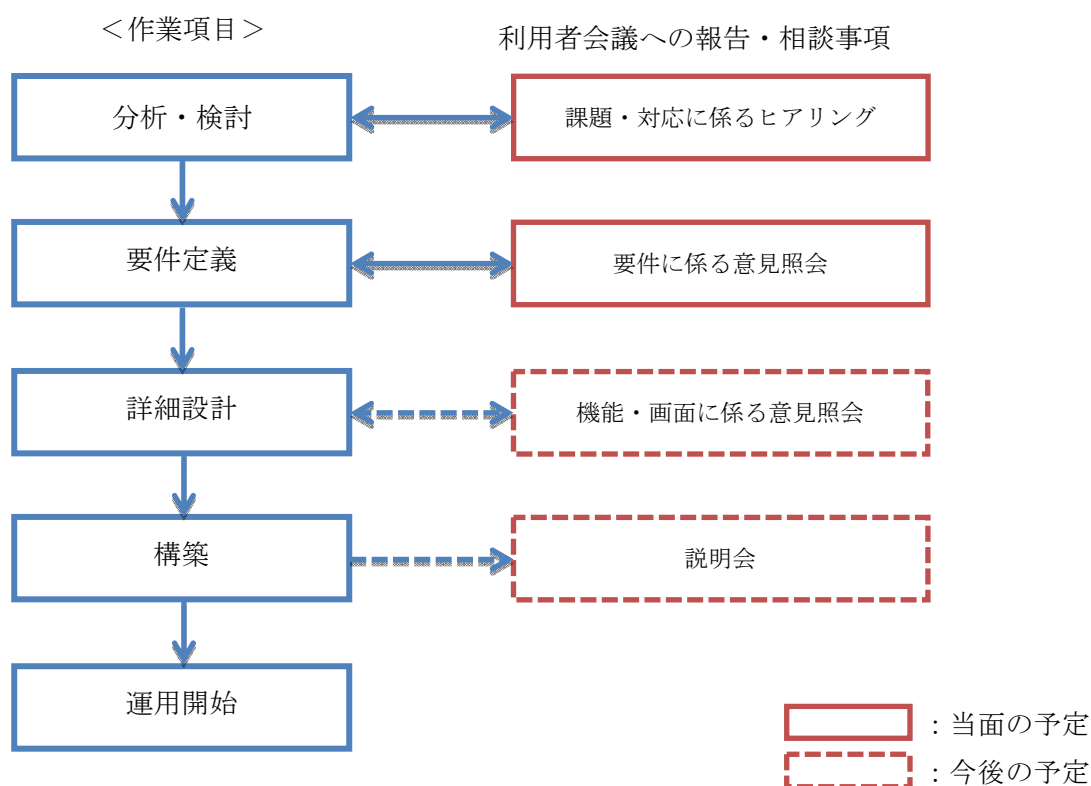 ＜作業項目＞
利用者会議への報告・相談事項
分析・検討
課題・対応に係るヒアリング
要件定義
要件に係る意見照会
詳細設計
機能・画面に係る意見照会
構築
説明会
運用開始
：当面の予定
：今後の予定